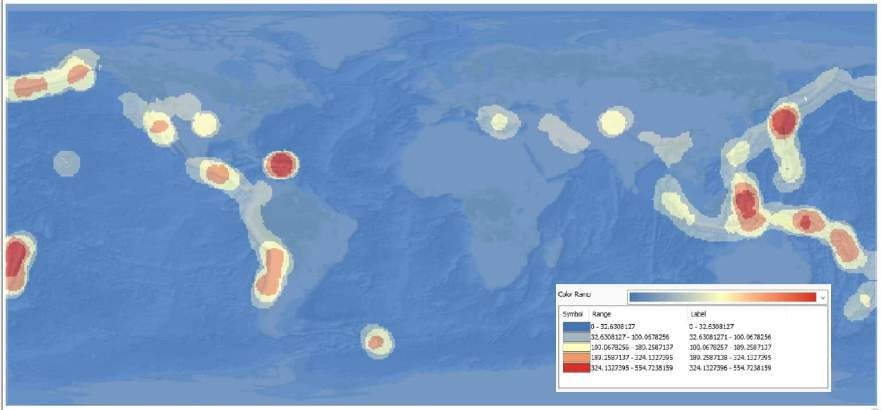 Color Ramp
Symbol Range Label
0 - 32.6308127 0 - 32.6308127
32.6308127 - 100.0678256 32.63081271 - 100.0678256
100.0678256 - 189.2587137 100.0678257 - 189.2587137
189.2587137 - 324.1327395 189.2587138 - 324.1327395
324.1327395 - 554.7238159 324.1327396 - 554.7238159